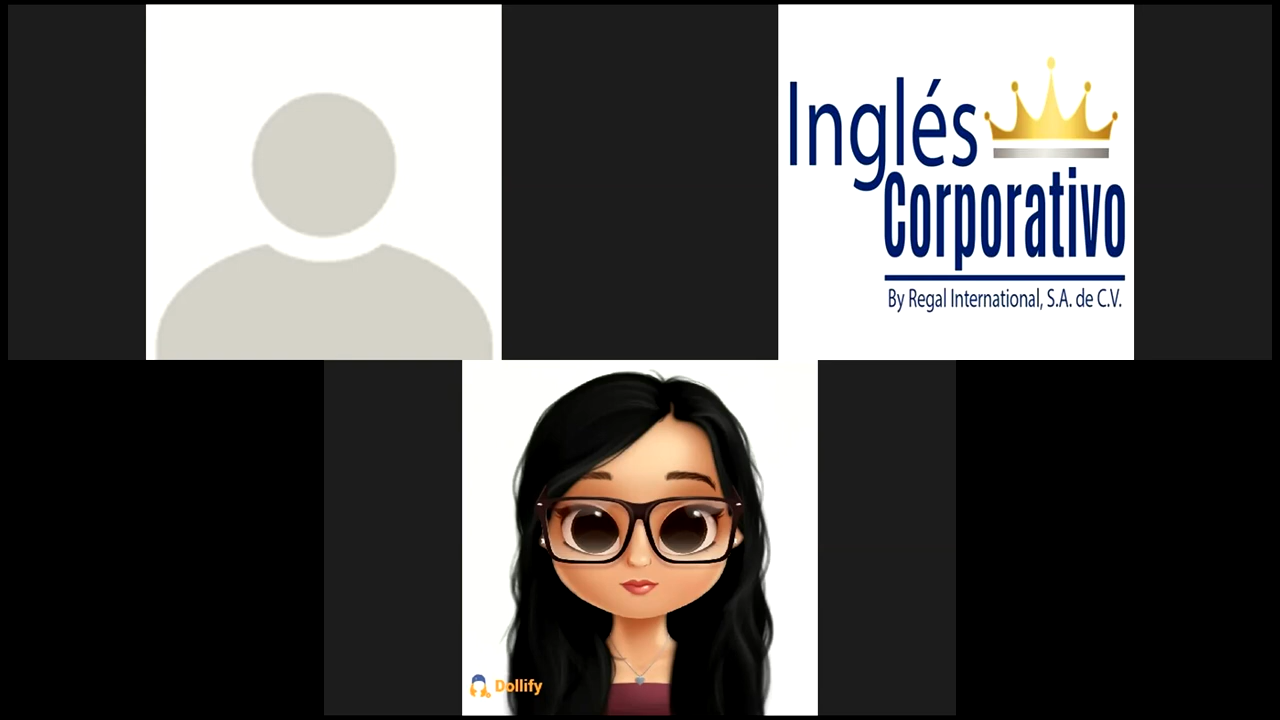 Inglés
Corporativo
By Regal International, S.A. de C.V.
Dollify